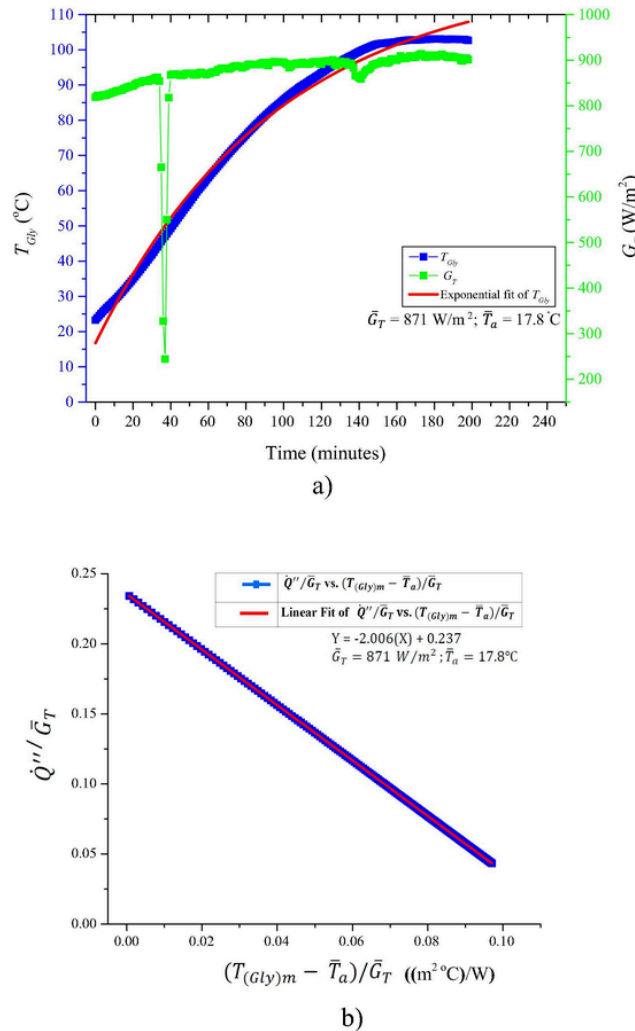 110
100
90
80
70
60
50
40
30
20
10
0
T_Gly (°C)
1000
900
800
700
600
500
400
300
200
G_T (W/m²)
T_Gly
G_T
Exponential fit of T_Gly
Ḡ_T = 871 W/m²; T̄_a = 17.8 °C
0 20 40 60 80 100 120 140 160 180 200 220 240
Time (minutes)
a)
0.25
0.20
0.15
0.10
0.05
0.00
Q̇''/Ḡ_T
Q̇''/Ḡ_T vs. (T_(Gly)m − T̄_a)/Ḡ_T
Linear Fit of Q̇''/Ḡ_T vs. (T_(Gly)m − T̄_a)/Ḡ_T
Y = -2.006(X) + 0.237
Ḡ_T = 871 W/m²; T̄_a = 17.8°C
0.00 0.02 0.04 0.06 0.08 0.10
(T_(Gly)m − T̄_a)/Ḡ_T ((m² °C)/W)
b)